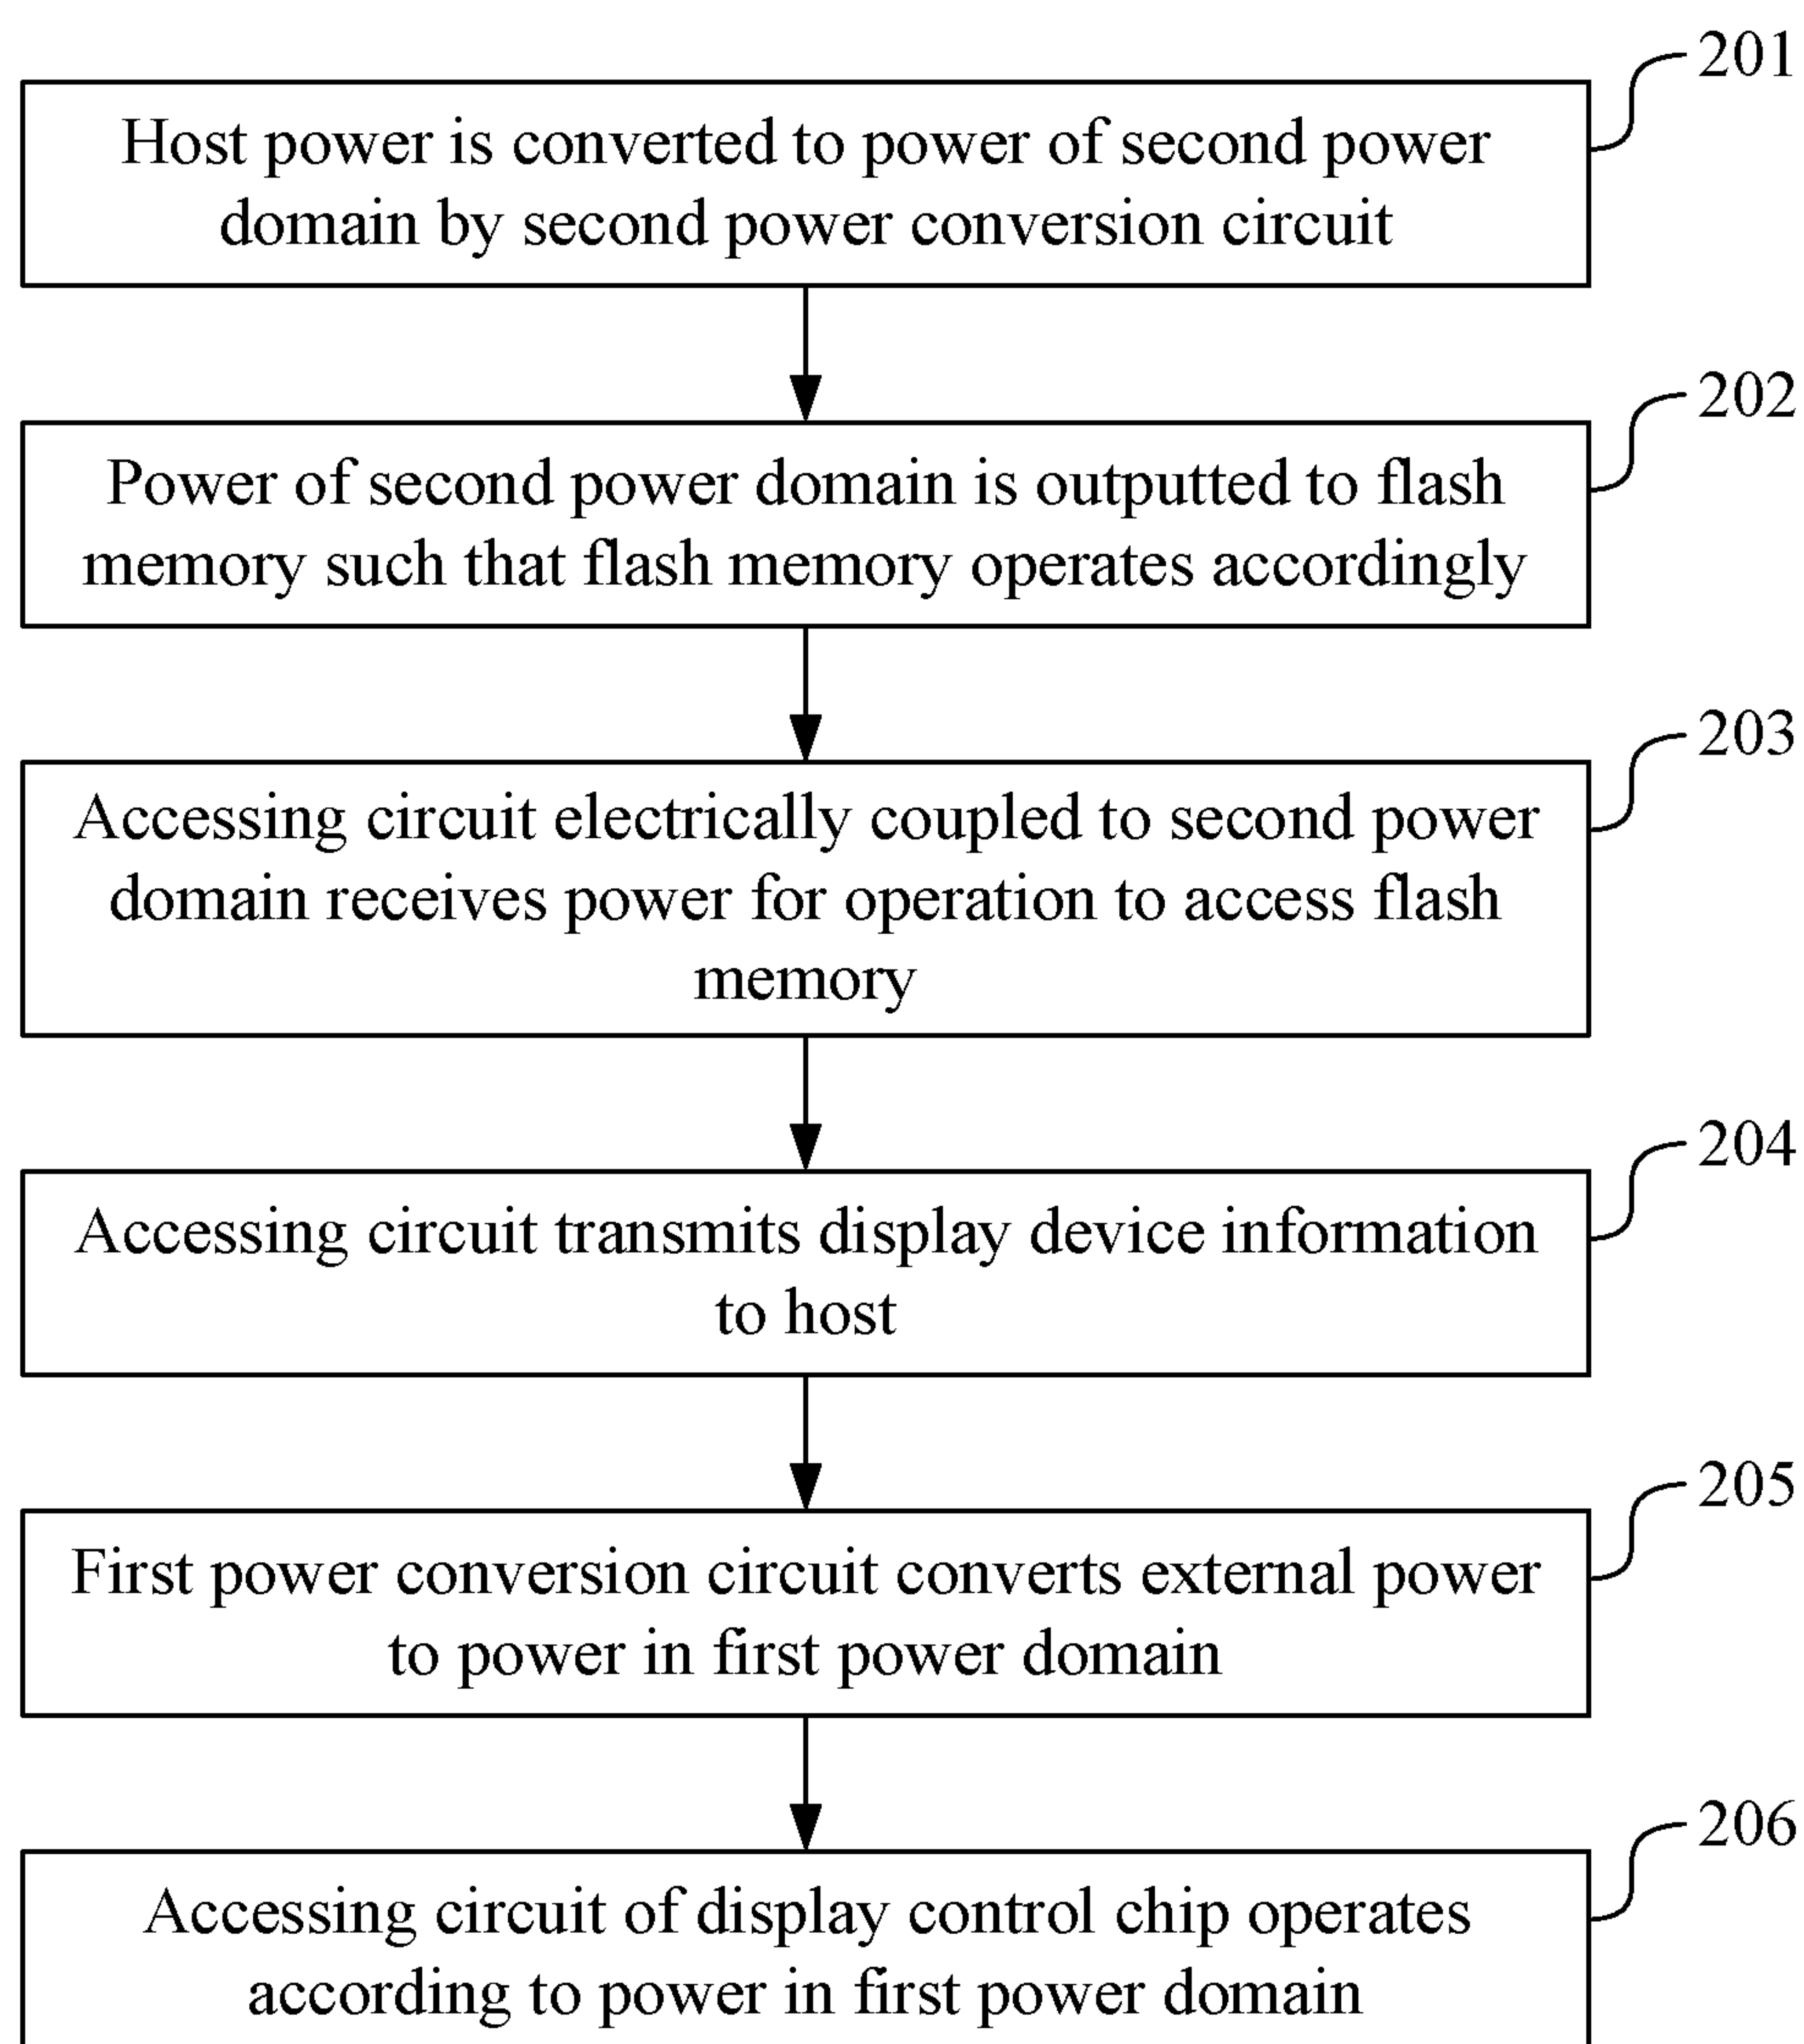 201
Host power is converted to power of second power
domain by second power conversion circuit
202
Power of second power domain is outputted to flash
memory such that flash memory operates accordingly
203
Accessing circuit electrically coupled to second power
domain receives power for operation to access flash
memory
204
Accessing circuit transmits display device information
to host
205
First power conversion circuit converts external power
to power in first power domain
206
Accessing circuit of display control chip operates
according to power in first power domain